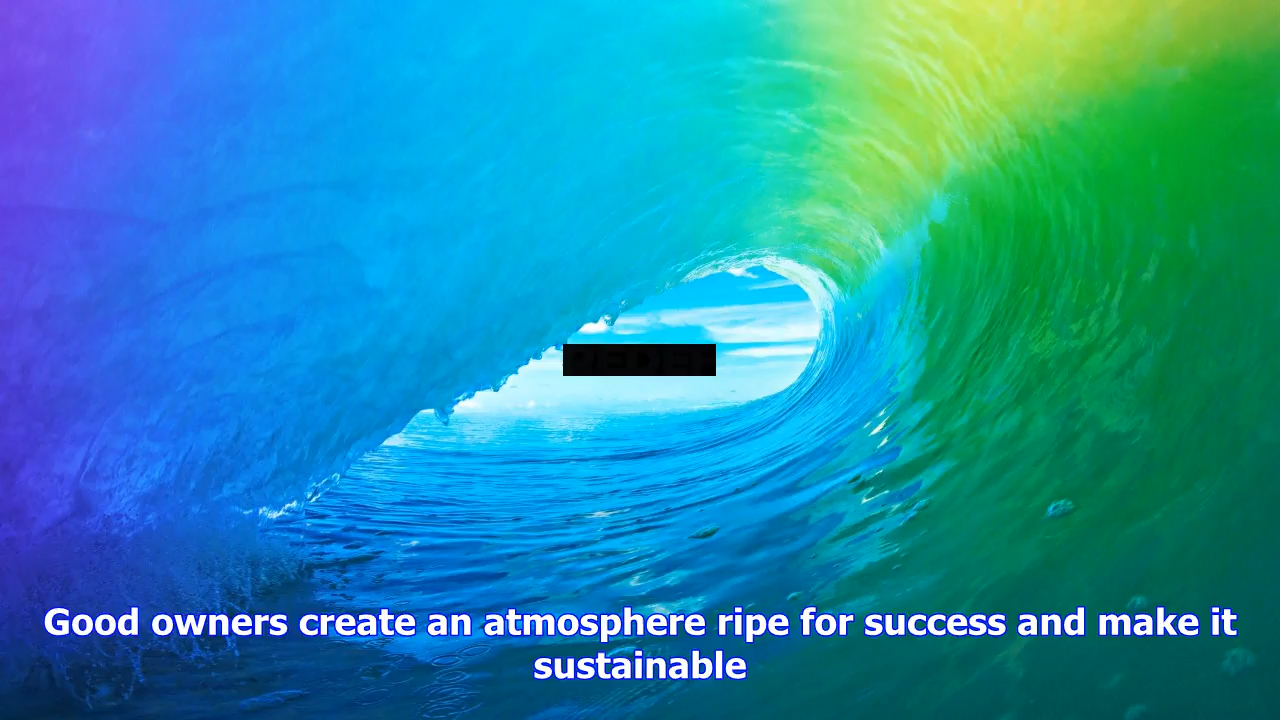 Good owners create an atmosphere ripe for success and make it
sustainable